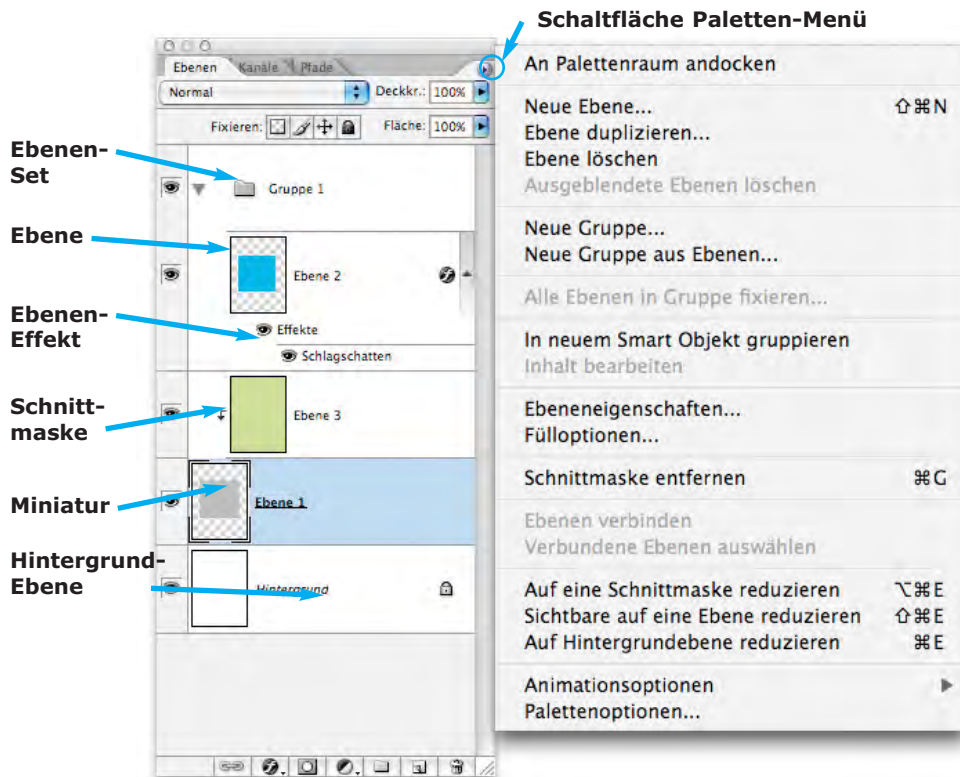 Schaltfläche Paletten-Menü
Ebenen Kanäle Pfade
Normal Deckkr.: 100%
Fixieren: Fläche: 100%
Ebenen-
Set
Gruppe 1
Ebene
Ebene 2
Ebenen-
Effekt
Effekte
Schlagschatten
Schnitt-
maske
Ebene 3
Miniatur
Ebene 1
Hintergrund-
Ebene
Hintergrund
An Palettenraum andocken
Neue Ebene... ⇧⌘N
Ebene duplizieren...
Ebene löschen
Ausgeblendete Ebenen löschen
Neue Gruppe...
Neue Gruppe aus Ebenen...
Alle Ebenen in Gruppe fixieren...
In neuem Smart Objekt gruppieren
Inhalt bearbeiten
Ebeneneigenschaften...
Fülloptionen...
Schnittmaske entfernen ⌘G
Ebenen verbinden
Verbundene Ebenen auswählen
Auf eine Schnittmaske reduzieren ⌥⌘E
Sichtbare auf eine Ebene reduzieren ⇧⌘E
Auf Hintergrundebene reduzieren ⌘E
Animationsoptionen
Palettenoptionen...